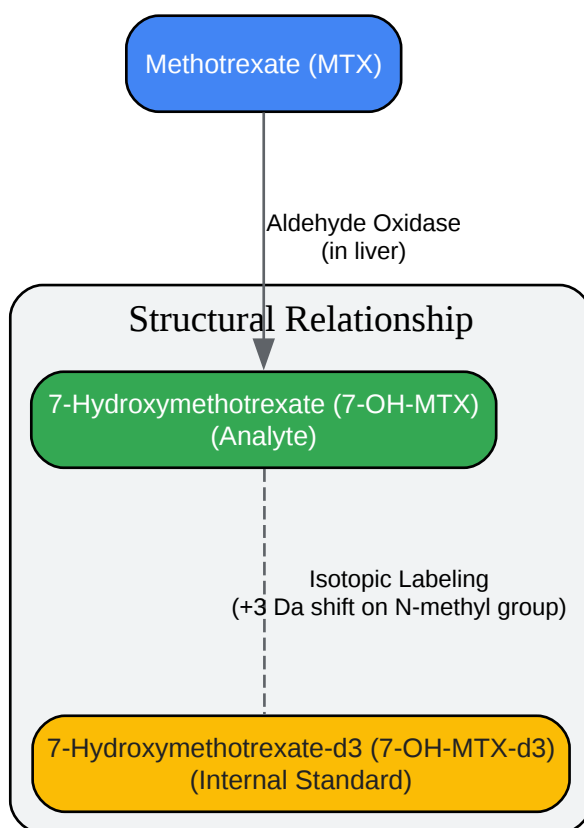 Methotrexate (MTX)
Aldehyde Oxidase
(in liver)
Structural Relationship
7-Hydroxymethotrexate (7-OH-MTX)
(Analyte)
Isotopic Labeling
(+3 Da shift on N-methyl group)
7-Hydroxymethotrexate-d3 (7-OH-MTX-d3)
(Internal Standard)